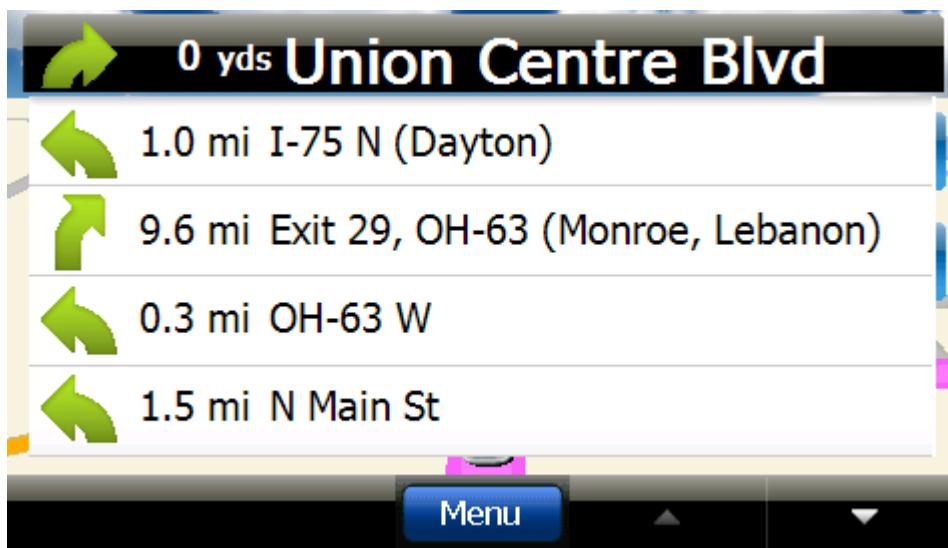 0 yds Union Centre Blvd
1.0 mi I-75 N (Dayton)
9.6 mi Exit 29, OH-63 (Monroe, Lebanon)
0.3 mi OH-63 W
1.5 mi N Main St
Menu